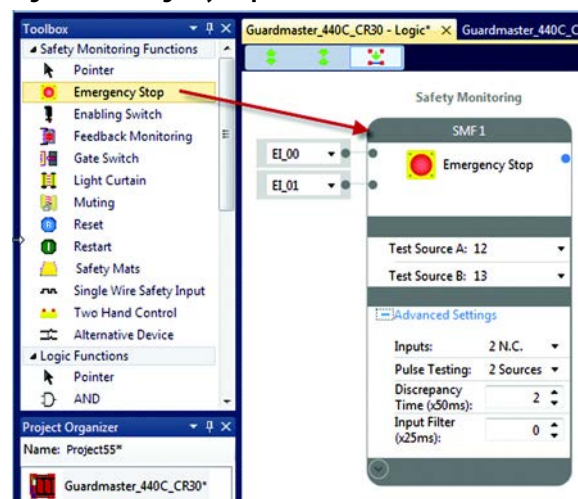 Toolbox
Safety Monitoring Functions
Pointer
Emergency Stop
Enabling Switch
Feedback Monitoring
Gate Switch
Light Curtain
Muting
Reset
Restart
Safety Mats
Single Wire Safety Input
Two Hand Control
Alternative Device
Logic Functions
Pointer
AND
Project Organizer
Name: Project55*
Guardmaster_440C_CR30*
Guardmaster_440C_CR30 - Logic*
Guardmaster_440C_C
Safety Monitoring
SMF 1
EI_00
EI_01
Emergency Stop
Test Source A: 12
Test Source B: 13
Advanced Settings
Inputs: 2 N.C.
Pulse Testing: 2 Sources
Discrepancy
Time (x50ms): 2
Input Filter
(x25ms): 0